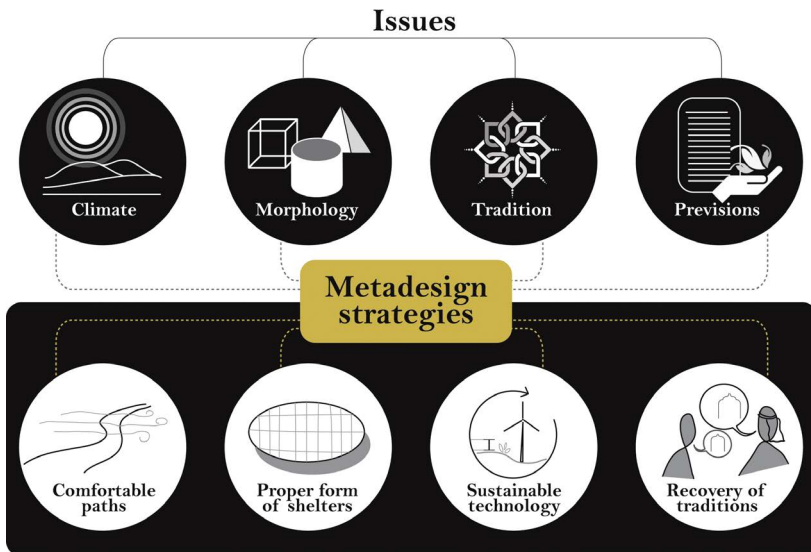 Issues
Climate
Morphology
Tradition
Previsions
Metadesign
strategies
Comfortable
paths
Proper form
of shelters
Sustainable
technology
Recovery of
traditions